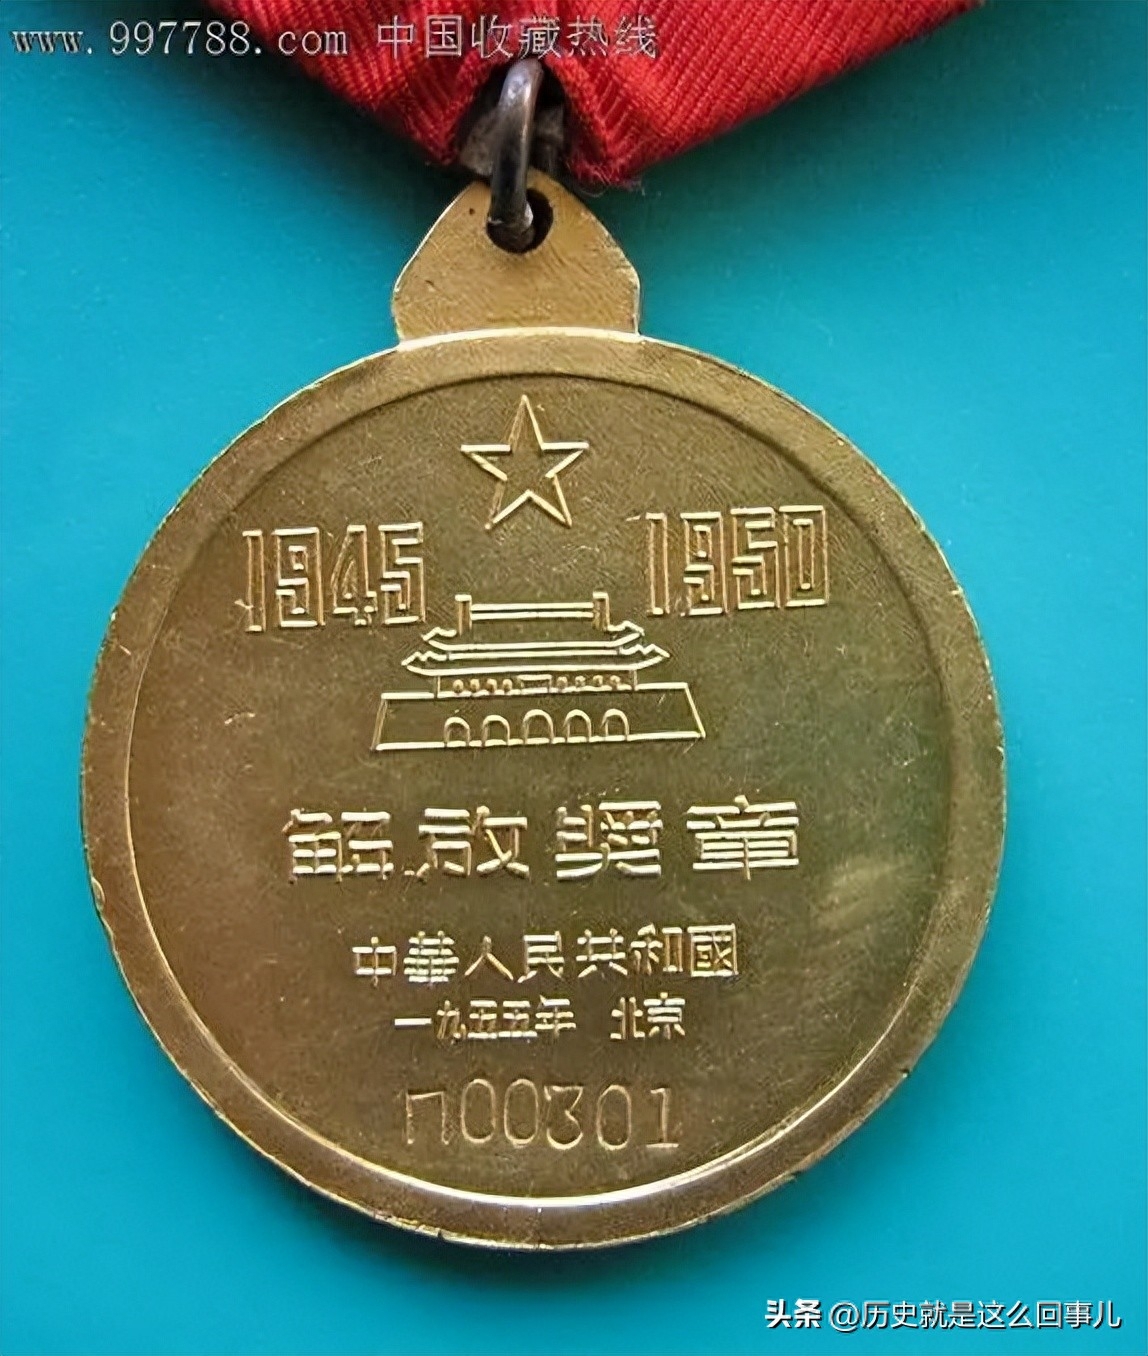 www.997788.com 中国收藏热线
1945 1950
解放獎章
中華人民共和國
一九五五年 北京
П00301
头条 @历史就是这么回事儿